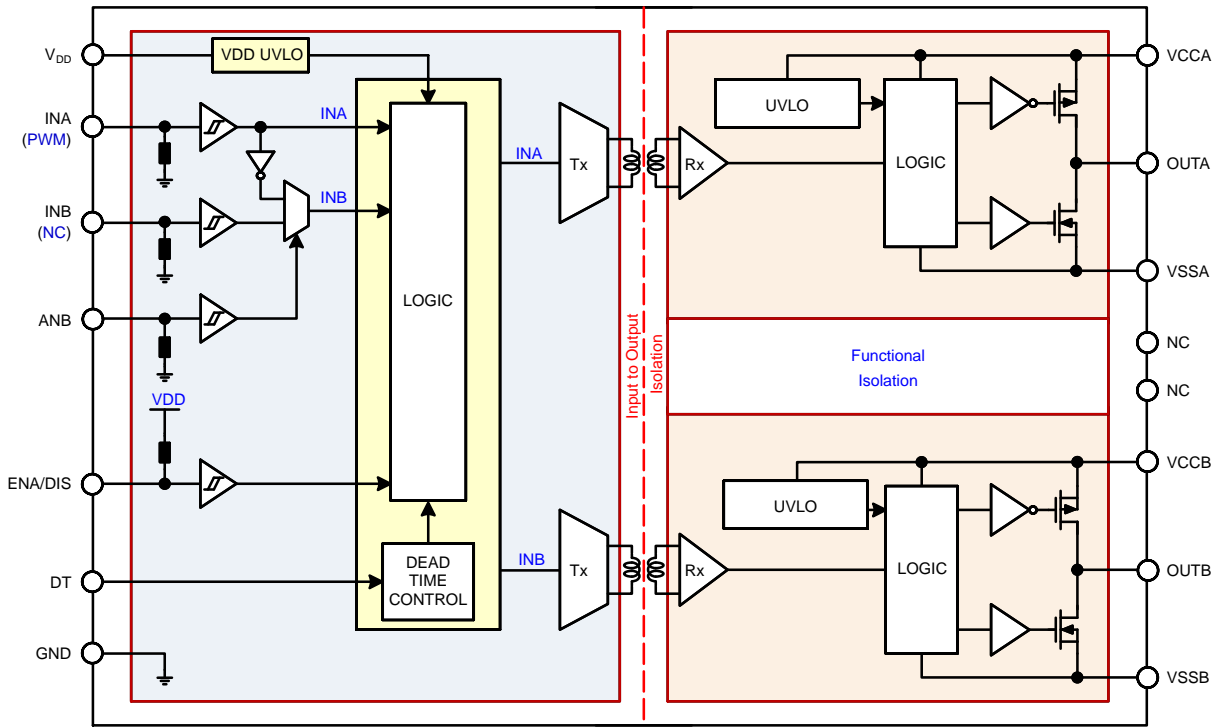 VDD
VDD UVLO
INA
(PWM)
INB
(NC)
ANB
VDD
ENA/DIS
DT
GND
INA
INB
LOGIC
DEAD
TIME
CONTROL
INA
Tx
INB
Tx
Input to Output
Isolation
Rx
UVLO
LOGIC
Functional
Isolation
Rx
UVLO
LOGIC
VCCA
OUTA
VSSA
NC
NC
VCCB
OUTB
VSSB